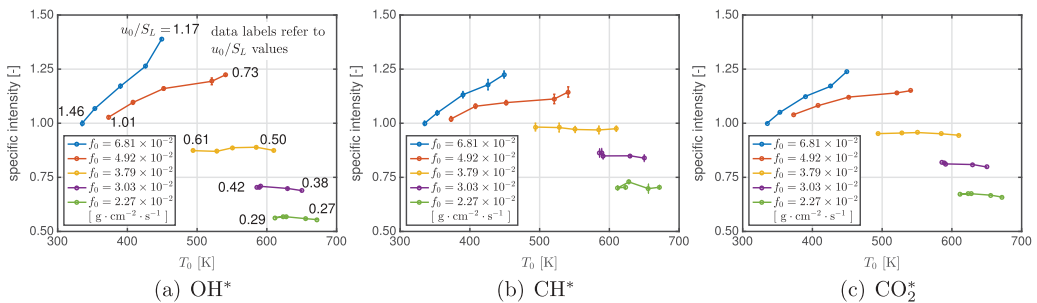 specific intensity [-]
1.50
1.25
1.00
0.75
0.50
u₀/S_L = 1.17
data labels refer to
u₀/S_L values
0.73
1.46
1.01
0.61
0.50
0.42
0.38
0.29
0.27
f₀ = 6.81 × 10⁻²
f₀ = 4.92 × 10⁻²
f₀ = 3.79 × 10⁻²
f₀ = 3.03 × 10⁻²
f₀ = 2.27 × 10⁻²
[ g · cm⁻² · s⁻¹ ]
300 400 500 600 700
T₀ [K]
(a) OH*
specific intensity [-]
1.50
1.25
1.00
0.75
0.50
f₀ = 6.81 × 10⁻²
f₀ = 4.92 × 10⁻²
f₀ = 3.79 × 10⁻²
f₀ = 3.03 × 10⁻²
f₀ = 2.27 × 10⁻²
[ g · cm⁻² · s⁻¹ ]
300 400 500 600 700
T₀ [K]
(b) CH*
specific intensity [-]
1.50
1.25
1.00
0.75
0.50
f₀ = 6.81 × 10⁻²
f₀ = 4.92 × 10⁻²
f₀ = 3.79 × 10⁻²
f₀ = 3.03 × 10⁻²
f₀ = 2.27 × 10⁻²
[ g · cm⁻² · s⁻¹ ]
300 400 500 600 700
T₀ [K]
(c) CO₂*